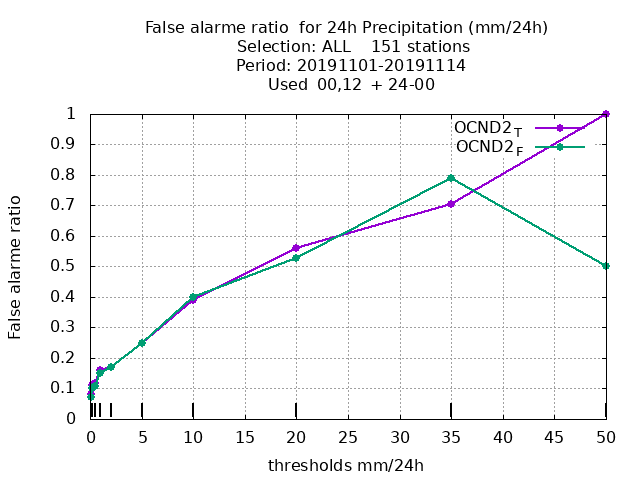 False alarme ratio  for 24h Precipitation (mm/24h)
Selection: ALL    151 stations
Period: 20191101-20191114
Used  00,12  + 24-00
OCND2T
OCND2F
1
0.9
0.8
0.7
0.6
0.5
0.4
0.3
0.2
0.1
0
False alarme ratio
0 5 10 15 20 25 30 35 40 45 50
thresholds mm/24h